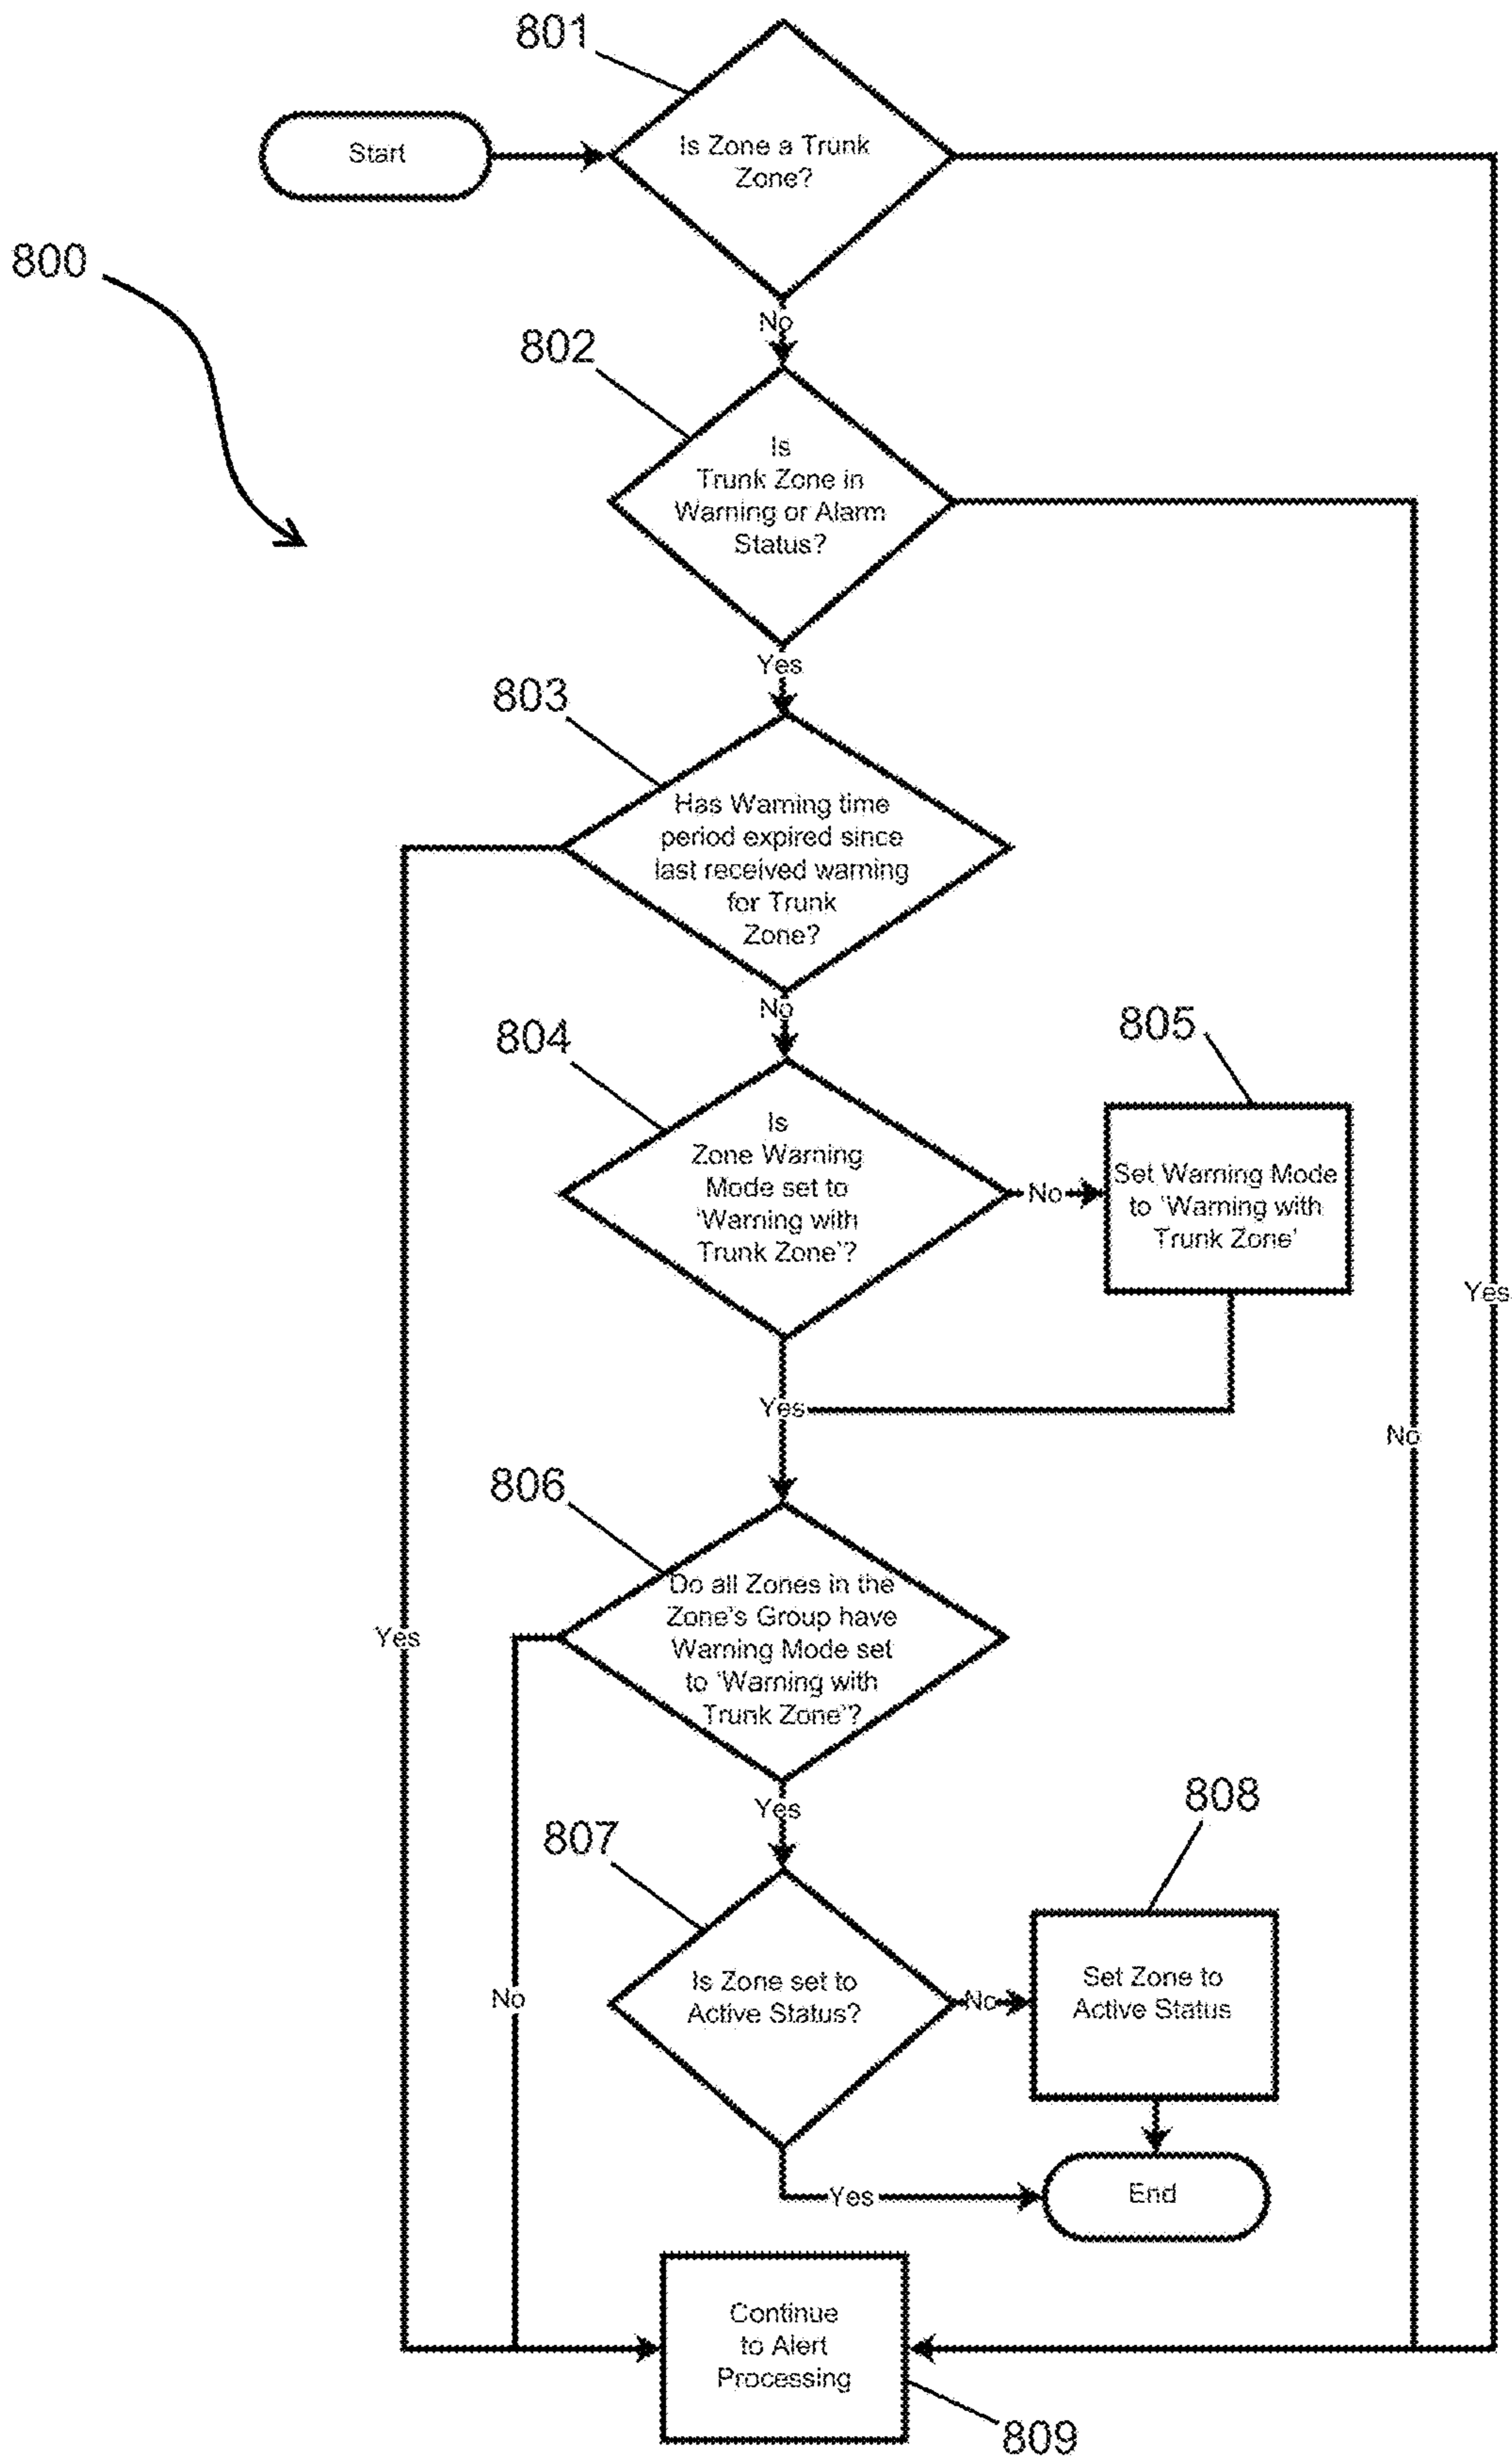 801
Start
Is Zone a Trunk
Zone?
800
No
802
Is
Trunk Zone in
Warning or Alarm
Status?
Yes
803
Has Warning time
period expired since
last received warning
for Trunk
Zone?
No
804
805
Is
Zone Warning
Mode set to
‘Warning with
Trunk Zone’?
No
Set Warning Mode
to ‘Warning with
Trunk Zone’
Yes
Yes
No
806
Do all Zones in the
Zone’s Group have
Warning Mode set
to ‘Warning with
Trunk Zone’?
Yes
Yes
808
807
Is Zone set to
Active Status?
No
No
Set Zone to
Active Status
Yes
End
Continue
to Alert
Processing
809